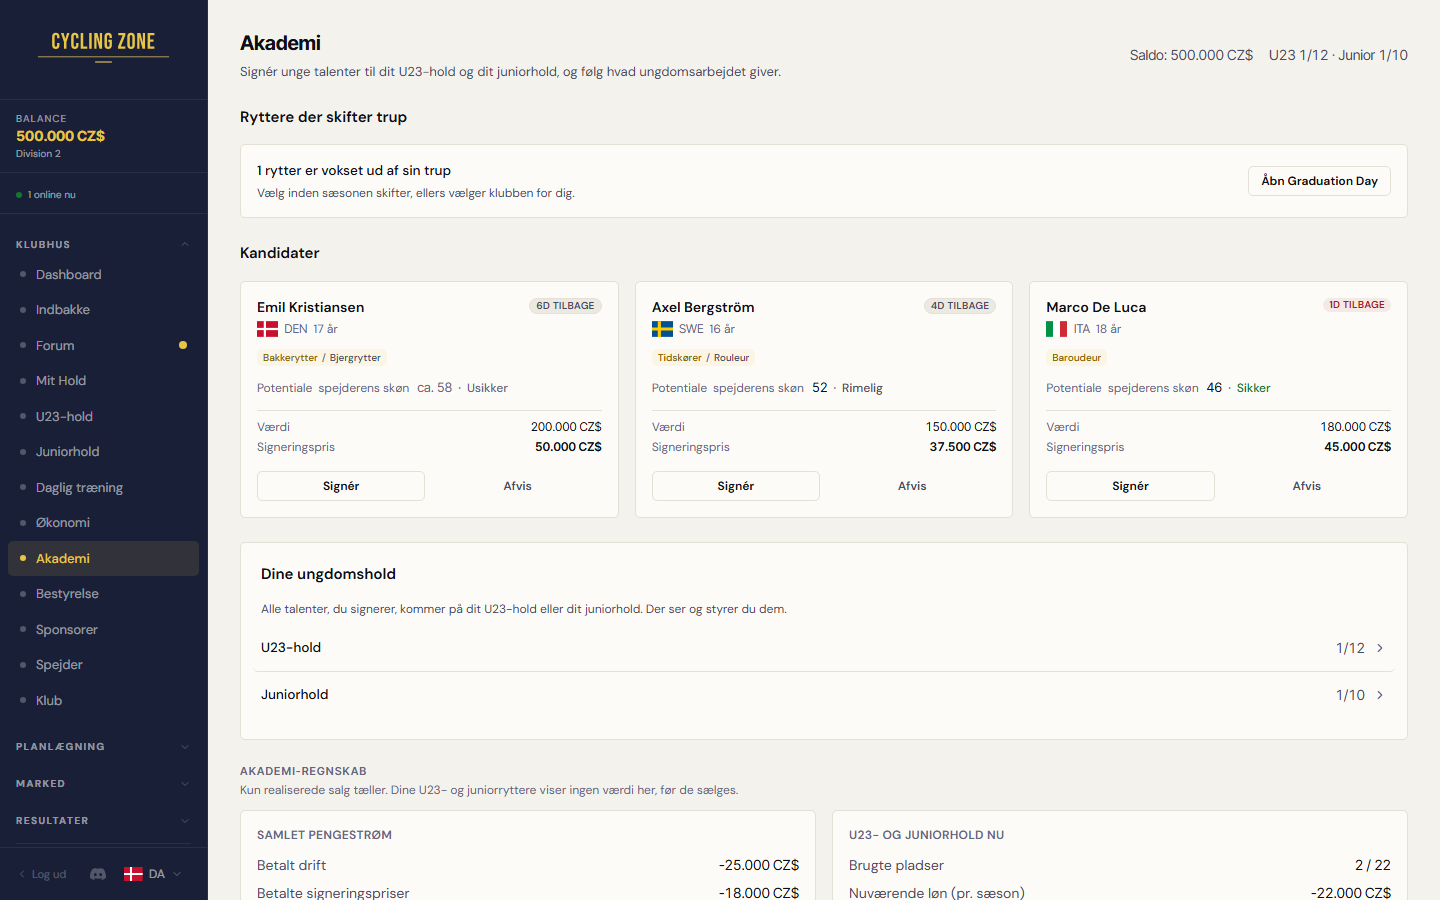 CYCLING ZONE
BALANCE
500.000 CZ$
Division 2
1 online nu
KLUBHUS
Dashboard
Indbakke
Forum
Mit Hold
U23-hold
Juniorhold
Daglig træning
Økonomi
Akademi
Bestyrelse
Sponsorer
Spejder
Klub
PLANLÆGNING
MARKED
RESULTATER
Log ud
DA
Akademi
Signér unge talenter til dit U23-hold og dit juniorhold, og følg hvad ungdomsarbejdet giver.
Saldo: 500.000 CZ$ U23 1/12 · Junior 1/10
Ryttere der skifter trup
1 rytter er vokset ud af sin trup
Vælg inden sæsonen skifter, ellers vælger klubben for dig.
Åbn Graduation Day
Kandidater
Emil Kristiansen
6D TILBAGE
DEN 17 år
Bakkerytter / Bjergrytter
Potentiale spejderens skøn ca. 58 · Usikker
Værdi 200.000 CZ$
Signeringspris 50.000 CZ$
Signér Afvis
Axel Bergström
4D TILBAGE
SWE 16 år
Tidskører / Rouleur
Potentiale spejderens skøn 52 · Rimelig
Værdi 150.000 CZ$
Signeringspris 37.500 CZ$
Signér Afvis
Marco De Luca
1D TILBAGE
ITA 18 år
Baroudeur
Potentiale spejderens skøn 46 · Sikker
Værdi 180.000 CZ$
Signeringspris 45.000 CZ$
Signér Afvis
Dine ungdomshold
Alle talenter, du signerer, kommer på dit U23-hold eller dit juniorhold. Der ser og styrer du dem.
U23-hold 1/12
Juniorhold 1/10
AKADEMI-REGNSKAB
Kun realiserede salg tæller. Dine U23- og juniorryttere viser ingen værdi her, før de sælges.
SAMLET PENGESTRØM
Betalt drift -25.000 CZ$
Betalte signeringspriser -18.000 CZ$
U23- OG JUNIORHOLD NU
Brugte pladser 2 / 22
Nuværende løn (pr. sæson) -22.000 CZ$